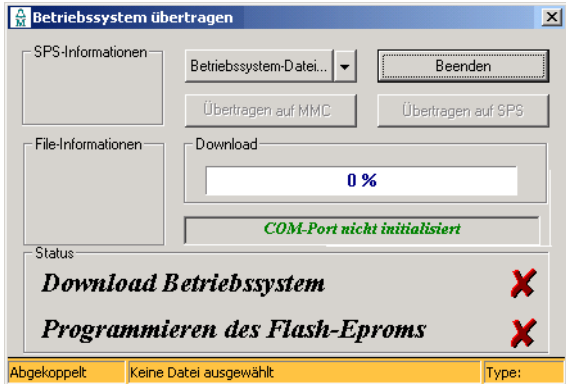 Betriebssystem übertragen
SPS-Informationen
Betriebssystem-Datei...
Beenden
Übertragen auf MMC
Übertragen auf SPS
File-Informationen
Download
0 %
COM-Port nicht initialisiert
Status
Download Betriebssystem
Programmieren des Flash-Eproms
Abgekoppelt
Keine Datei ausgewählt
Type: